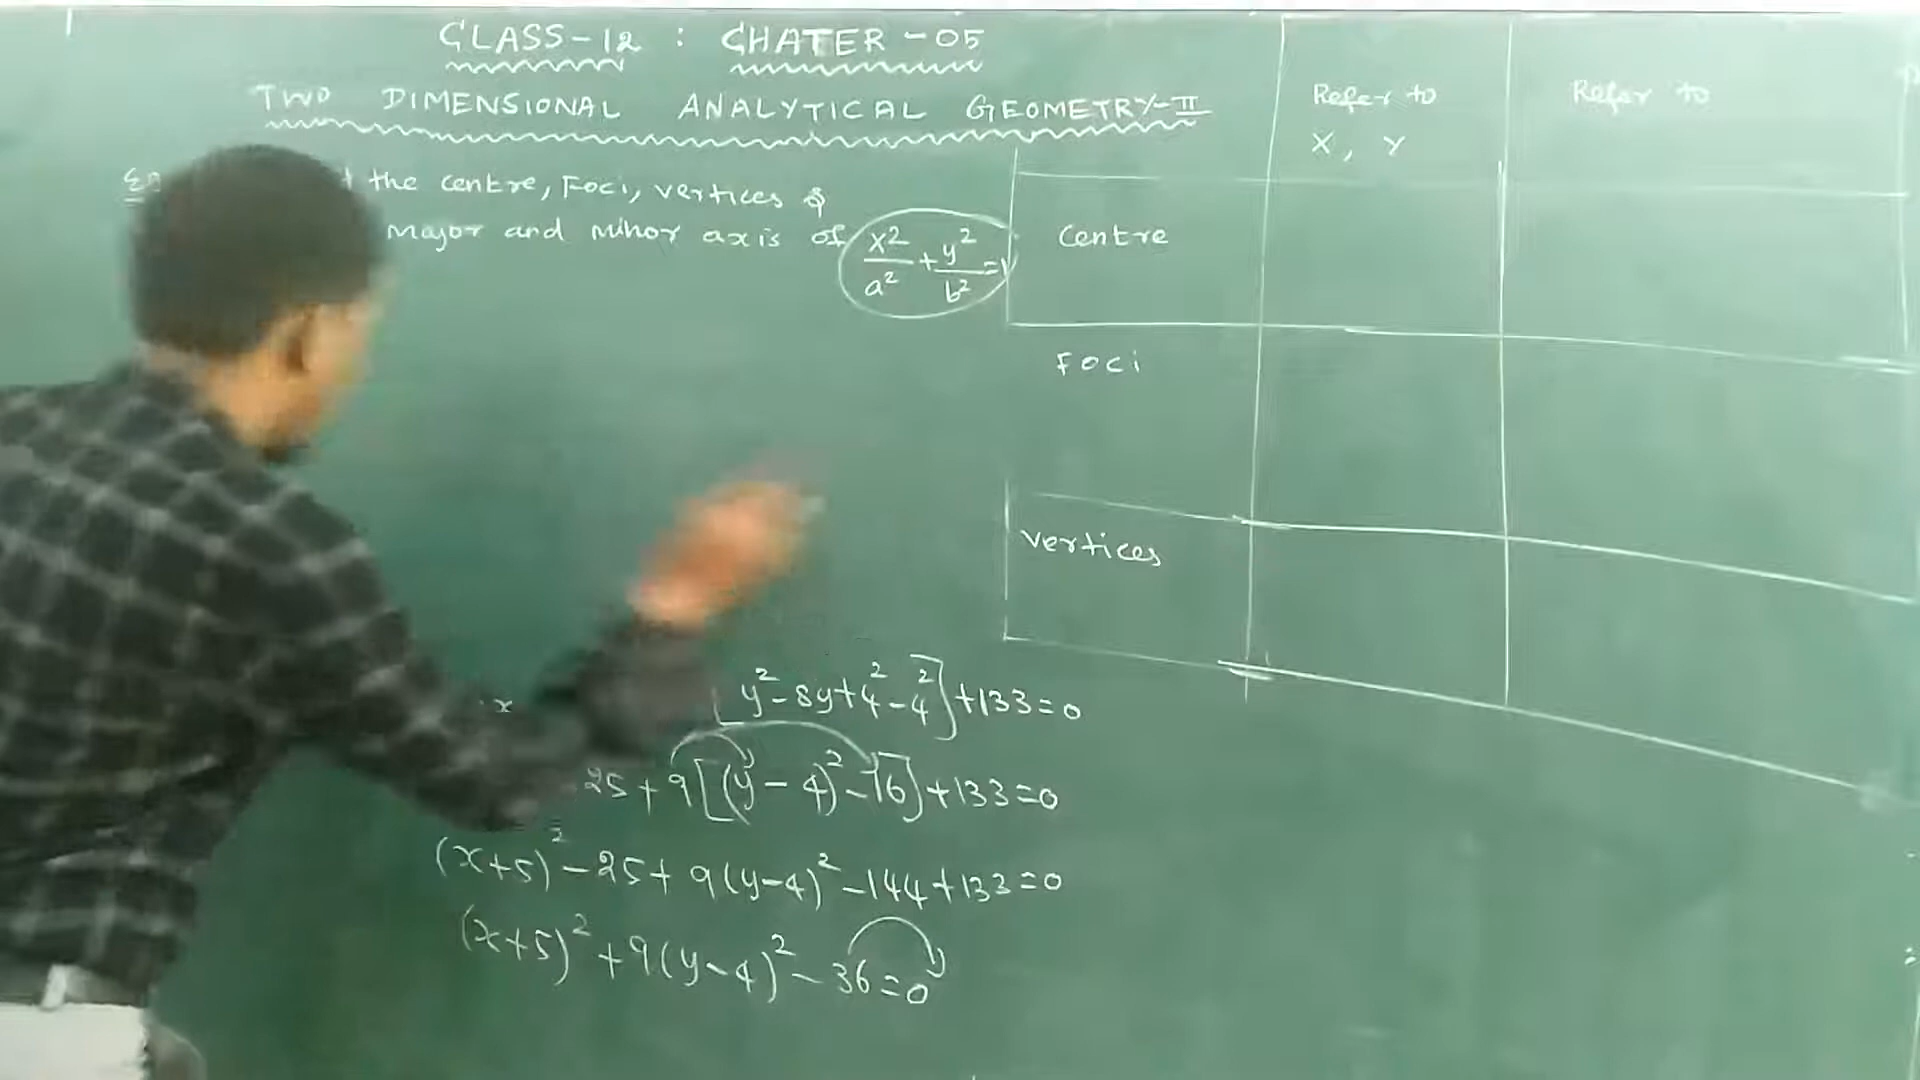 CLASS-12 : CHATER-05
TWO DIMENSIONAL ANALYTICAL GEOMETRY-II
the centre, Foci, vertices &
major and minor axis of x²/a² + y²/b² = 1
Refer to
X, Y
Refer to
Centre
Foci
vertices
x [y²-8y+4²-4²]+133=0
25+9[(y-4)²-16]+133=0
(x+5)²-25+9(y-4)²-144+133=0
(x+5)²+9(y-4)²-36=0